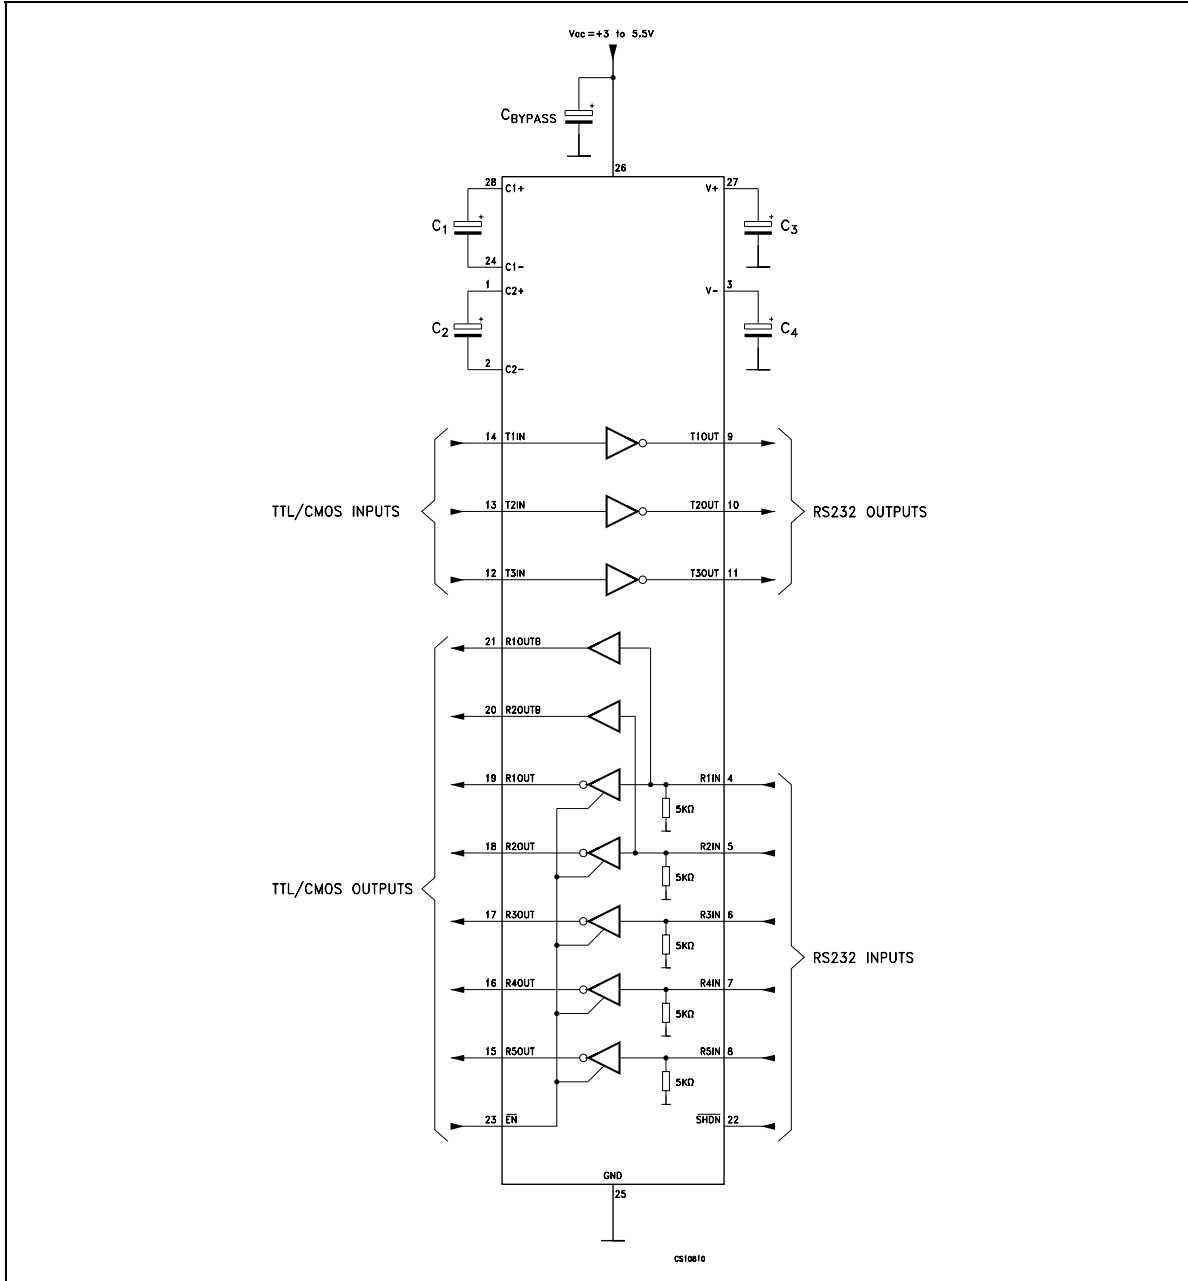 Vcc=+3 to 5.5V
CBYPASS
26
28 C1+ V+ 27
C1 C3
24 C1-
1 C2+ V- 3
C2 C4
2 C2-
14 T1IN T1OUT 9
13 T2IN T2OUT 10
TTL/CMOS INPUTS RS232 OUTPUTS
12 T3IN T3OUT 11
21 R1OUTB
20 R2OUTB
19 R1OUT R1IN 4
5KΩ
18 R2OUT R2IN 5
5KΩ
TTL/CMOS OUTPUTS
17 R3OUT R3IN 6
5KΩ
RS232 INPUTS
16 R4OUT R4IN 7
5KΩ
15 R5OUT R5IN 8
5KΩ
23 EN SHDN 22
GND
25
CS10810